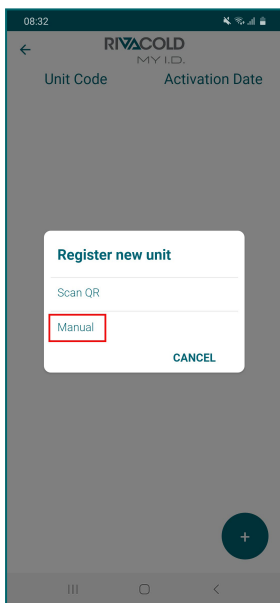 08:32
RIVACOLD
MY I.D.
Unit Code Activation Date
Register new unit
Scan QR
Manual
CANCEL
+